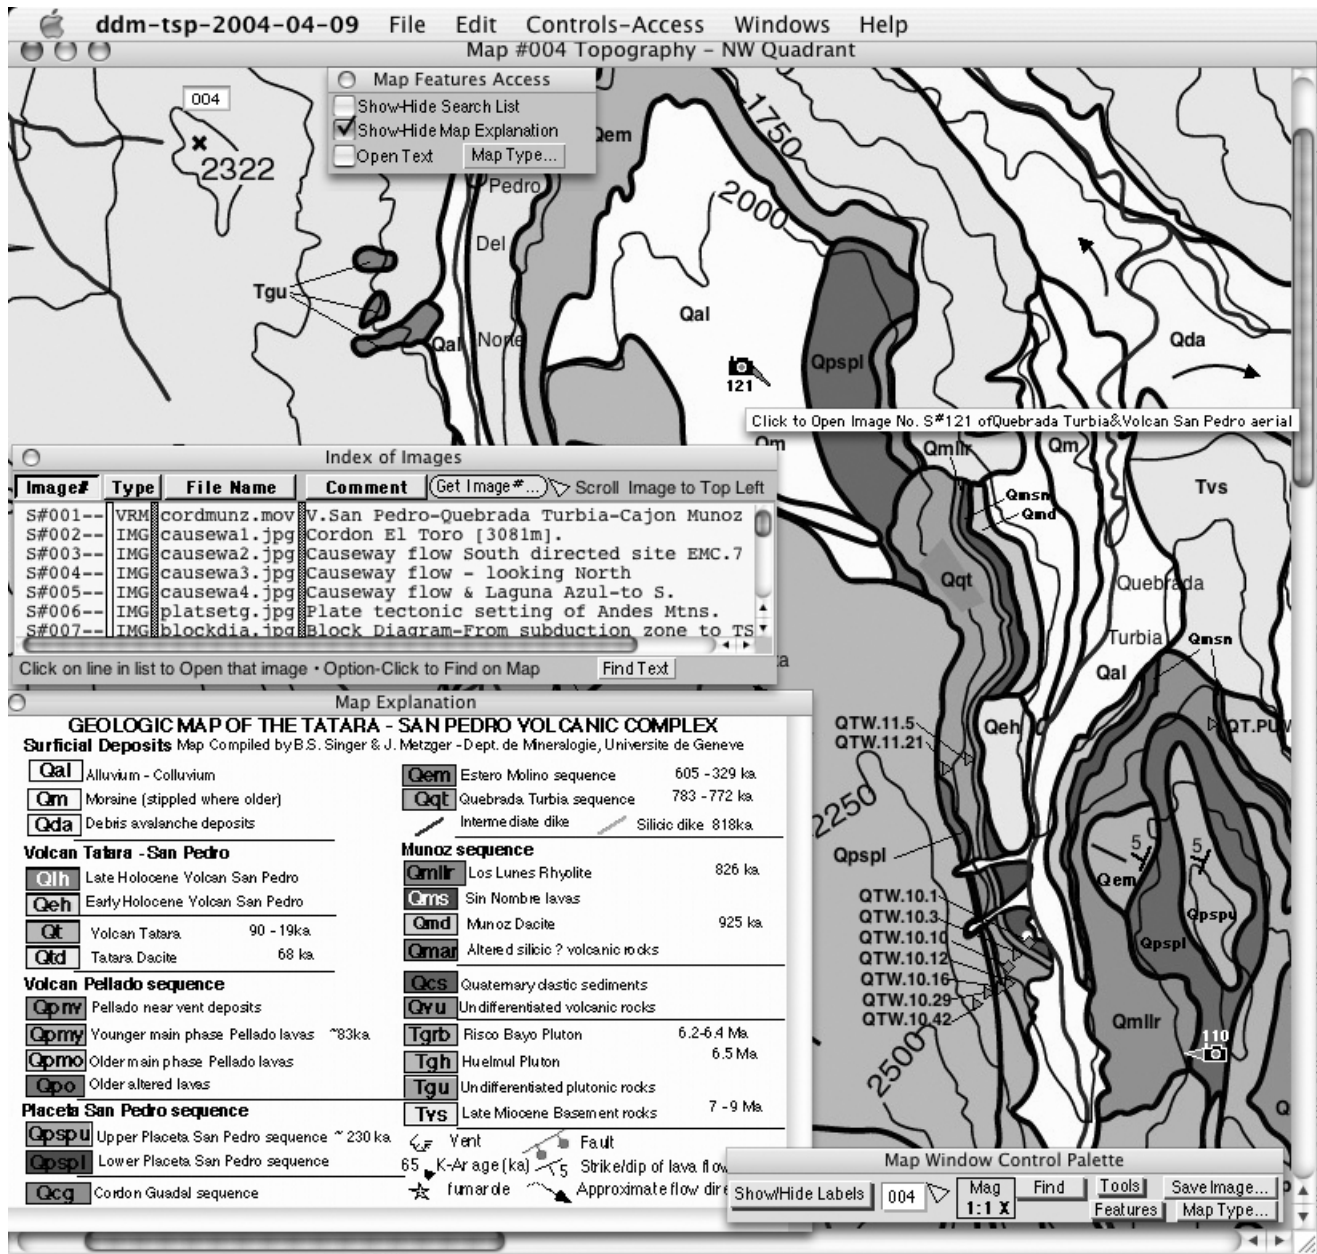 ddm-tsp-2004-04-09 File Edit Controls-Access Windows Help
Map #004 Topography - NW Quadrant
Map Features Access
Show-Hide Search List
Show-Hide Map Explanation
Open Text Map Type...
004
2322
Qem
1750
2000
Pedro
Del
Norte
Tgu
Qal
Qal
121
Qpspl
Qda
Click to Open Image No. S#121 ofQuebrada Turbia&Volcan San Pedro aerial
Qm
Qmllr
Qm
Qmsn
Qmd
Tvs
Qqt
Quebrada
Turbia
Qmsn
Qal
Index of Images
Image# Type File Name Comment Get Image#... Scroll Image to Top Left
S#001-- VRM cordmunz.mov V.San Pedro-Quebrada Turbia-Cajon Munoz
S#002-- IMG causewa1.jpg Cordon El Toro [3081m].
S#003-- IMG causewa2.jpg Causeway flow South directed site EMC.7
S#004-- IMG causewa3.jpg Causeway flow - looking North
S#005-- IMG causewa4.jpg Causeway flow & Laguna Azul-to S.
S#006-- IMG platsetg.jpg Plate tectonic setting of Andes Mtns.
S#007-- IMG blockdia.jpg Block Diagram-From subduction zone to TS
Click on line in list to Open that image • Option-Click to Find on Map Find Text
QTW.11.5
QTW.11.21
Qeh
QT.PUW
2250
Qpspl
5
5
Qem
Qpspu
Qpspl
QTW.10.1
QTW.10.3
QTW.10.10
QTW.10.12
QTW.10.16
QTW.10.29
QTW.10.42
Qmllr
110
2500
Map Explanation
GEOLOGIC MAP OF THE TATARA - SAN PEDRO VOLCANIC COMPLEX
Surficial Deposits Map Compiled by B.S. Singer & J. Metzger - Dept. de Mineralogie, Universite de Geneve
Qal Alluvium - Colluvium
Qm Moraine (stippled where older)
Qda Debris avalanche deposits
Volcan Tatara - San Pedro
Qlh Late Holocene Volcan San Pedro
Qeh Early Holocene Volcan San Pedro
Qt Volcan Tatara 90 - 19ka
Qtd Tatara Dacite 68 ka
Volcan Pellado sequence
Qpnv Pellado near vent deposits
Qpmy Younger main phase Pellado lavas ~83ka
Qpmo Older main phase Pellado lavas
Qpo Older altered lavas
Placeta San Pedro sequence
Qpspu Upper Placeta San Pedro sequence ~ 230 ka
Qpspl Lower Placeta San Pedro sequence
Qcg Cordon Guadal sequence
Qem Estero Molino sequence 605 - 329 ka
Qqt Quebrada Turbia sequence 783 - 772 ka
Intermediate dike Silicic dike 818ka
Munoz sequence
Qmllr Los Lunes Rhyolite 826 ka
Qms Sin Nombre lavas
Qmd Munoz Dacite 925 ka
Qmar Altered silicic ? volcanic rocks
Qcs Quaternary clastic sediments
Qvu Undifferentiated volcanic rocks
Tgrb Risco Bayo Pluton 6.2-6.4 Ma
Tgh Huelmul Pluton 6.5 Ma
Tgu Undifferentiated plutonic rocks
Tvs Late Miocene Basement rocks 7 - 9 Ma
Vent Fault
65 K-Ar age (ka) 5 Strike/dip of lava flow
fumarole Approximate flow dire
Map Window Control Palette
Show/Hide Labels 004 Mag 1:1 X Find Tools Save Image...
Features Map Type...